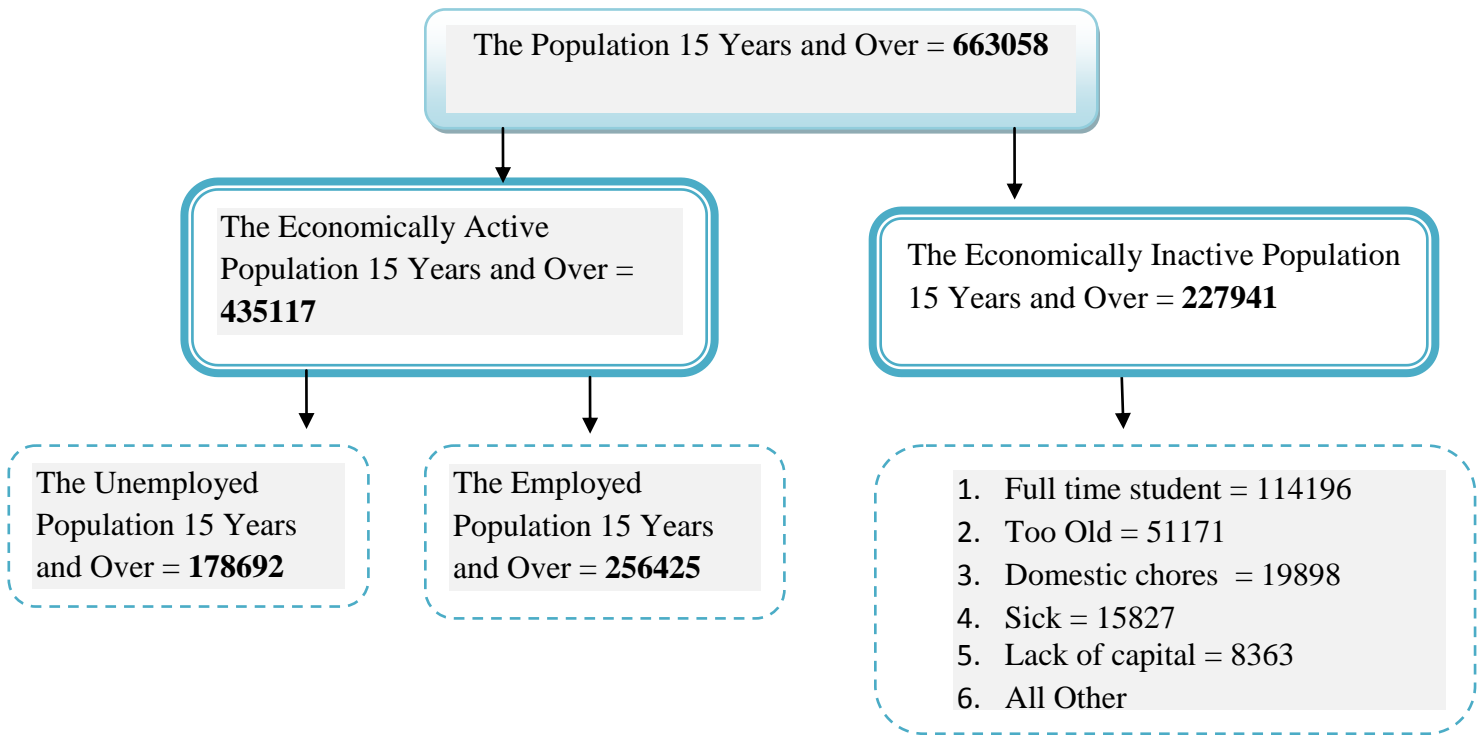 The Population 15 Years and Over = 663058
The Economically Active
Population 15 Years and Over =
435117
The Economically Inactive Population
15 Years and Over = 227941
The Unemployed
Population 15 Years
and Over = 178692
The Employed
Population 15 Years
and Over = 256425
1. Full time student = 114196
2. Too Old = 51171
3. Domestic chores = 19898
4. Sick = 15827
5. Lack of capital = 8363
6. All Other